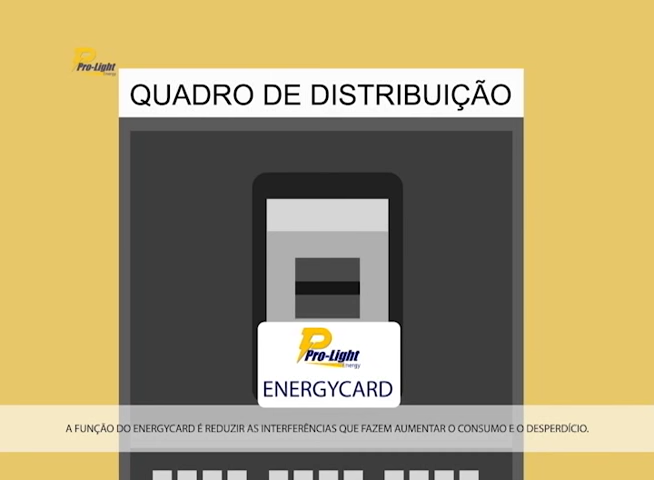 Pro-Light
Energy
QUADRO DE DISTRIBUIÇÃO
Pro-Light
Energy
ENERGYCARD
A FUNÇÃO DO ENERGYCARD É REDUZIR AS INTERFERÊNCIAS QUE FAZEM AUMENTAR O CONSUMO E O DESPERDÍCIO.